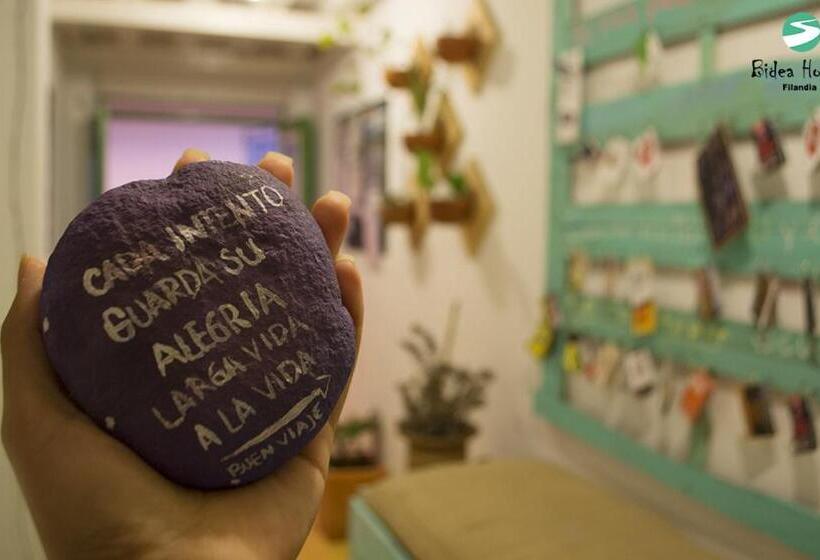 CADA INTENTO
GUARDA SU
ALEGRIA
LARGA VIDA
A LA VIDA
BUEN VIAJE
Bidea Ho
Filandia